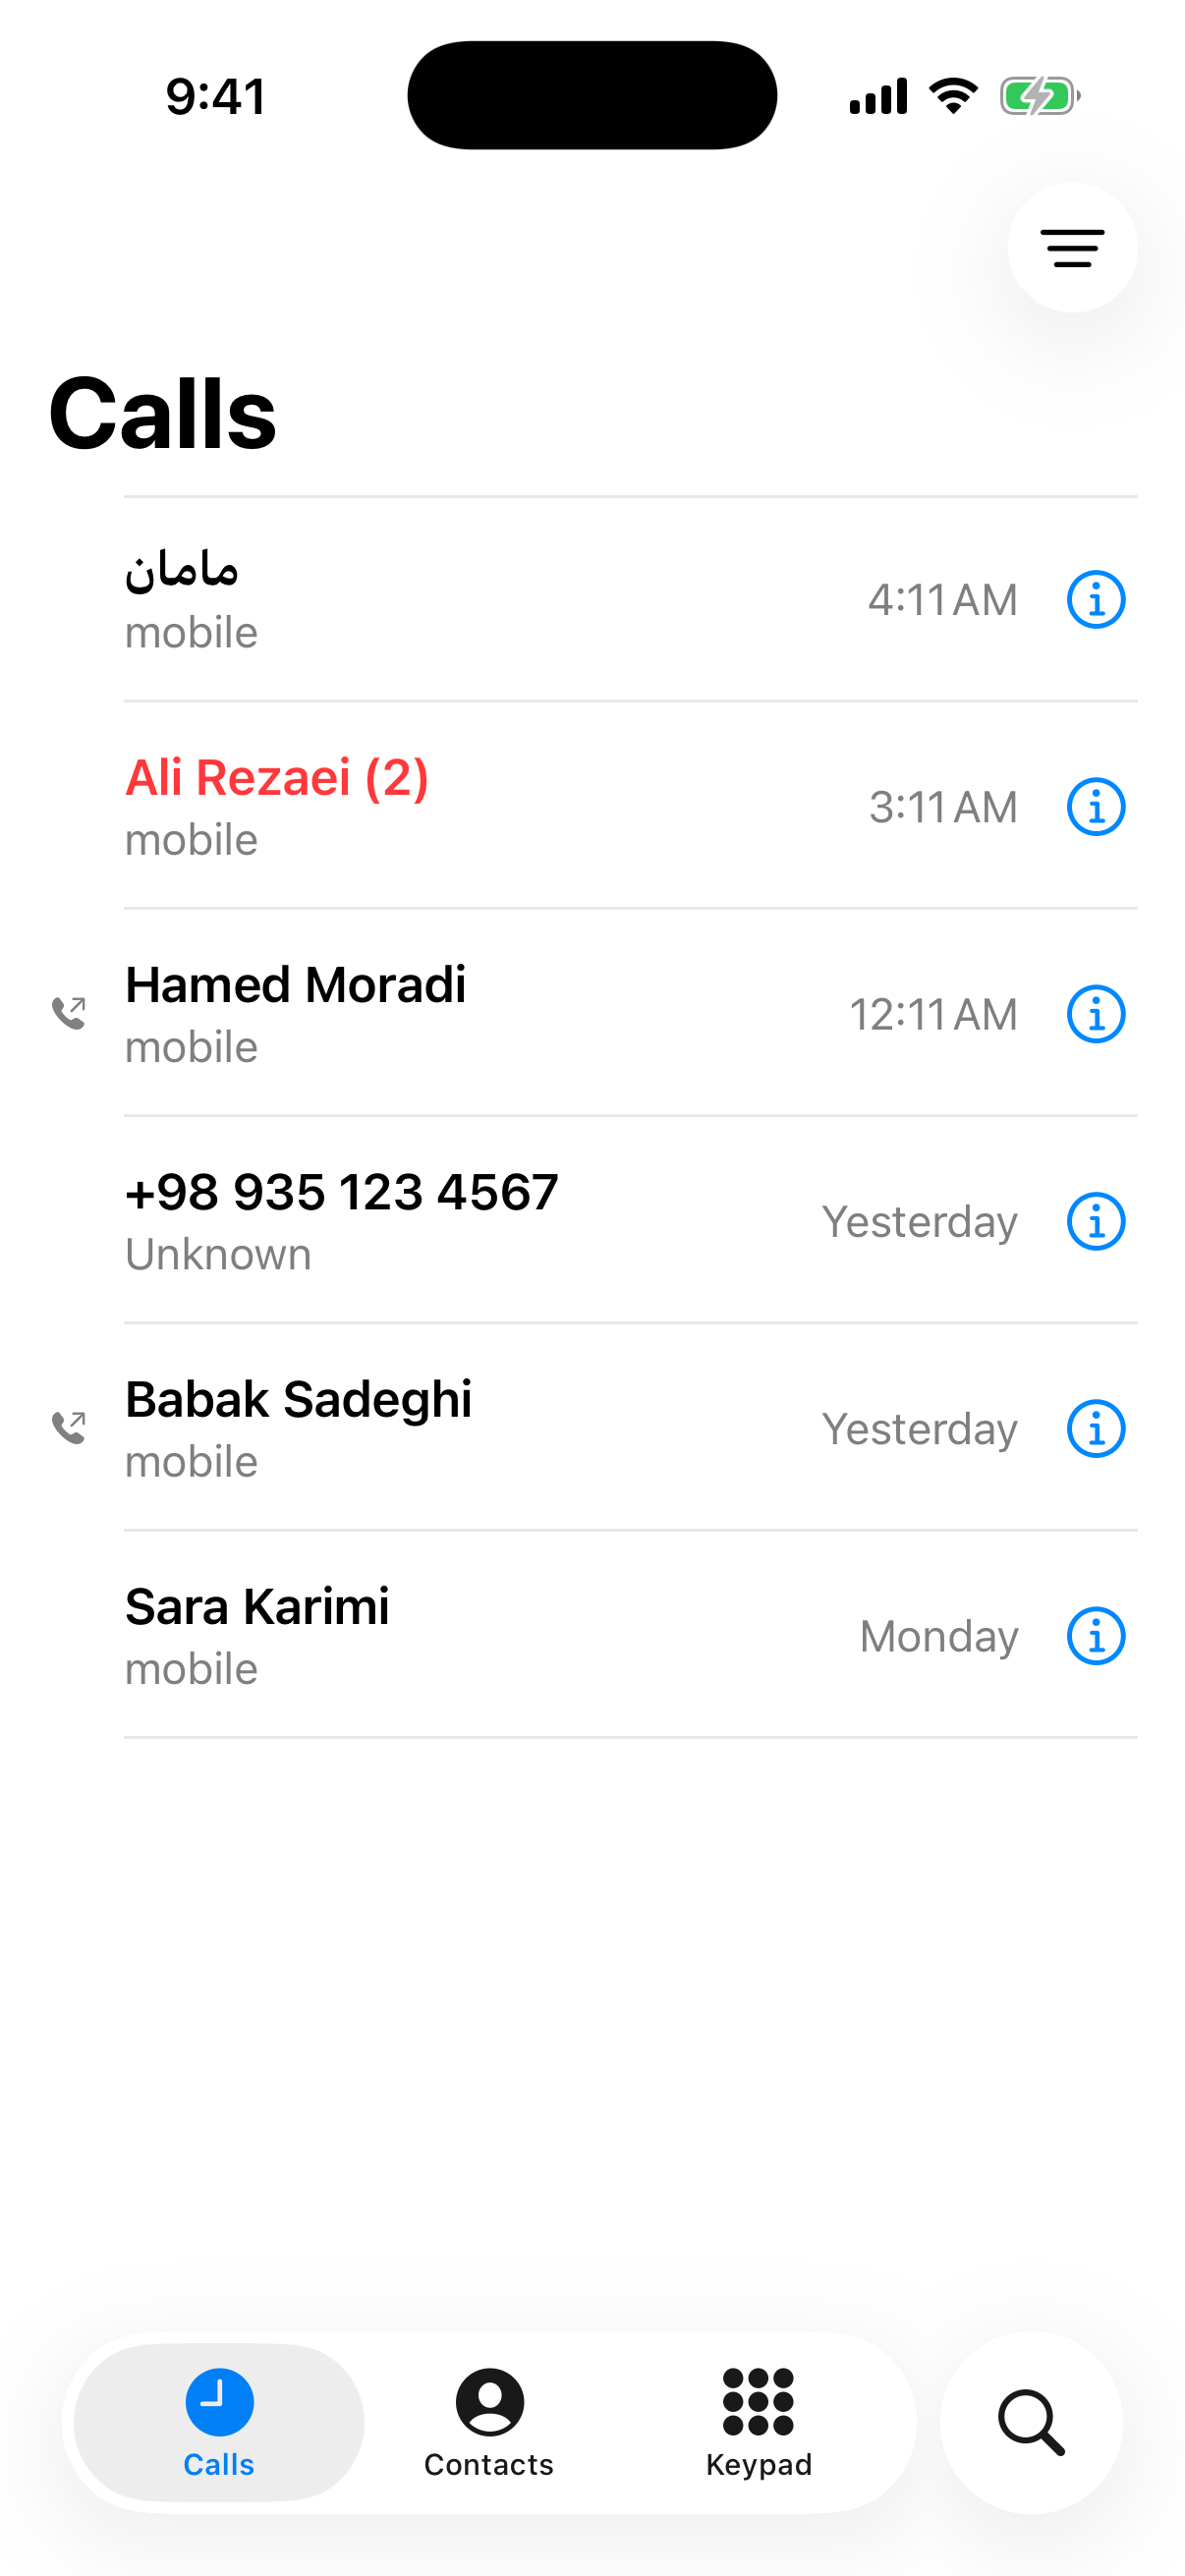 9:41
Calls
مامان
mobile
4:11 AM
Ali Rezaei (2)
mobile
3:11 AM
Hamed Moradi
mobile
12:11 AM
+98 935 123 4567
Unknown
Yesterday
Babak Sadeghi
mobile
Yesterday
Sara Karimi
mobile
Monday
Calls
Contacts
Keypad